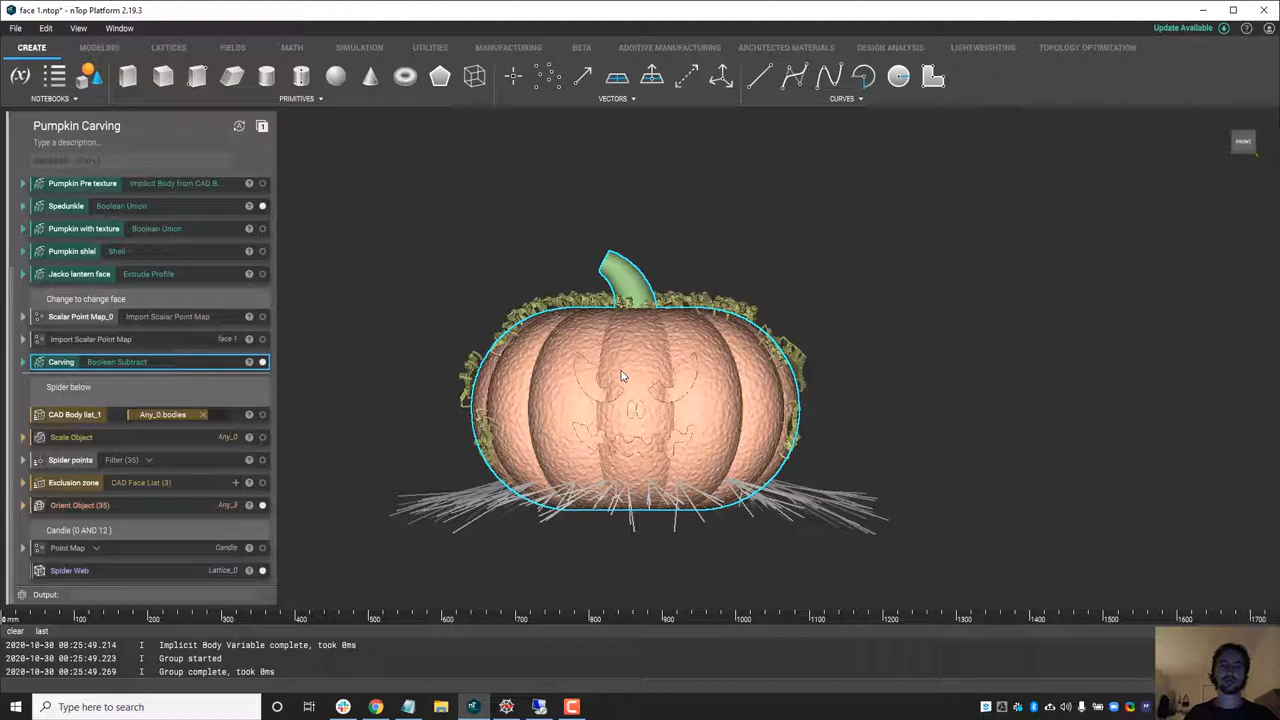 face 1.ntop* - nTop Platform 2.19.3
File Edit View Window
Update Available
CREATE MODELING LATTICES FIELDS MATH SIMULATION UTILITIES MANUFACTURING BETA ADDITIVE MANUFACTURING ARCHITECTED MATERIALS DESIGN ANALYSIS LIGHTWEIGHTING TOPOLOGY OPTIMIZATION
NOTEBOOKS PRIMITIVES VECTORS CURVES
Pumpkin Carving
Type a description...
Pumpkin Pre texture Implicit Body from CAD B...
Spedunkle Boolean Union
Pumpkin with texture Boolean Union
Pumpkin shlel Shell
Jacko lantern face Extrude Profile
Change to change face
Scalar Point Map_0 Import Scalar Point Map
Import Scalar Point Map face 1
Carving Boolean Subtract
Spider below
CAD Body list_1 Any_0.bodies
Scale Object Any_0
Spider points Filter (35)
Exclusion zone CAD Face List (3)
Orient Object (35) Any_3
Candle (0 AND 12 )
Point Map Candle
Spider Web Lattice_0
Output:
FRONT
0 mm 100 200 300 400 500 600 700 800 900 1000 1100 1200 1300 1400 1500 1600 1700
clear last
2020-10-30 00:25:49.214 I Implicit Body Variable complete, took 0ms
2020-10-30 00:25:49.223 I Group started
2020-10-30 00:25:49.269 I Group complete, took 0ms
Type here to search